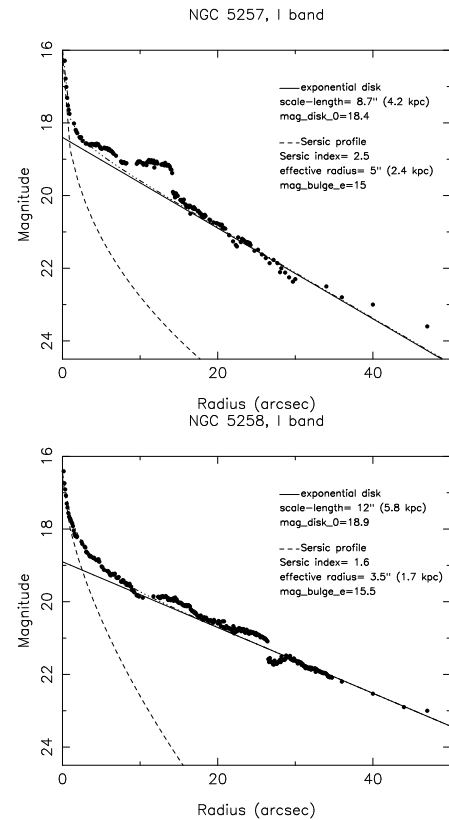 NGC 5257, I band
16
18
20
22
24
Magnitude
exponential disk
scale-length= 8.7" (4.2 kpc)
mag_disk_0=18.4
Sersic profile
Sersic index= 2.5
effective radius= 5" (2.4 kpc)
mag_bulge_e=15
0
20
40
Radius (arcsec)
NGC 5258, I band
16
18
20
22
24
Magnitude
exponential disk
scale-length= 12" (5.8 kpc)
mag_disk_0=18.9
Sersic profile
Sersic index= 1.6
effective radius= 3.5" (1.7 kpc)
mag_bulge_e=15.5
0
20
40
Radius (arcsec)